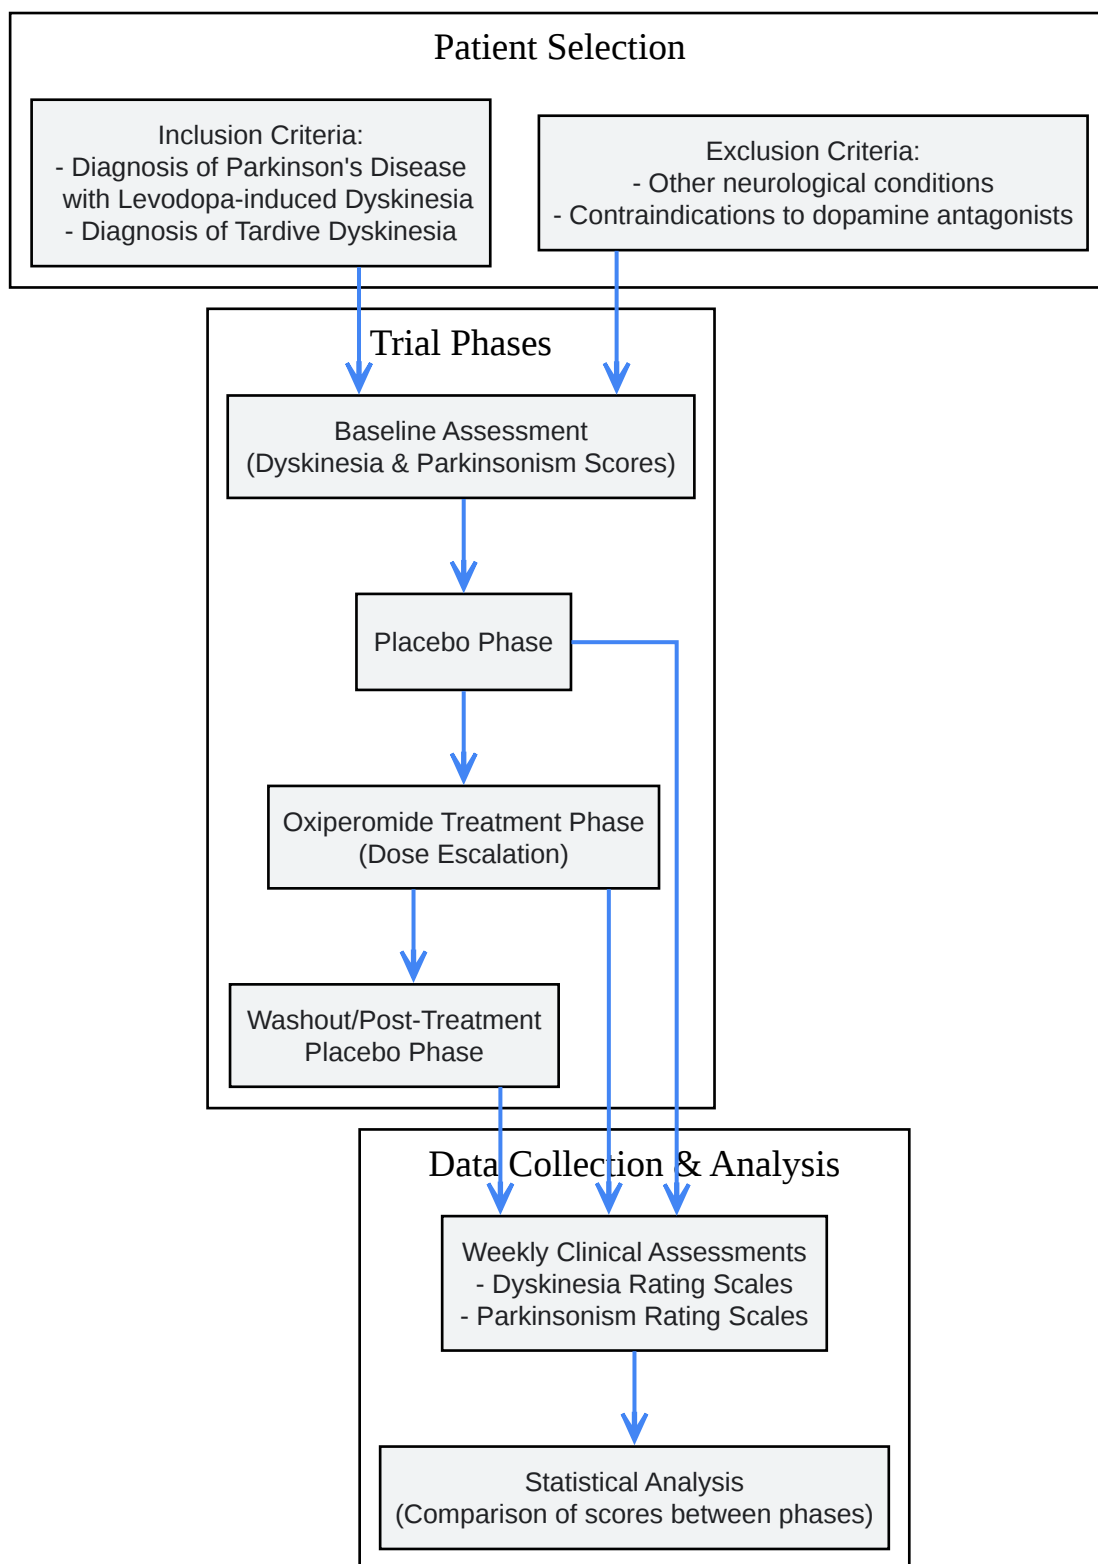 Patient Selection
Inclusion Criteria:
- Diagnosis of Parkinson's Disease
with Levodopa-induced Dyskinesia
- Diagnosis of Tardive Dyskinesia
Exclusion Criteria:
- Other neurological conditions
- Contraindications to dopamine antagonists
Trial Phases
Baseline Assessment
(Dyskinesia & Parkinsonism Scores)
Placebo Phase
Oxiperomide Treatment Phase
(Dose Escalation)
Washout/Post-Treatment
Placebo Phase
Data Collection & Analysis
Weekly Clinical Assessments
- Dyskinesia Rating Scales
- Parkinsonism Rating Scales
Statistical Analysis
(Comparison of scores between phases)